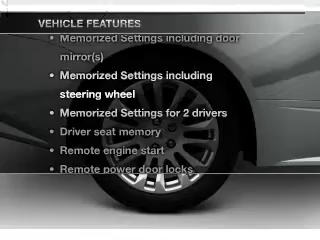 VEHICLE FEATURES
• Memorized Settings including door
mirror(s)
• Memorized Settings including
steering wheel
• Memorized Settings for 2 drivers
• Driver seat memory
• Remote engine start
• Remote power door locks